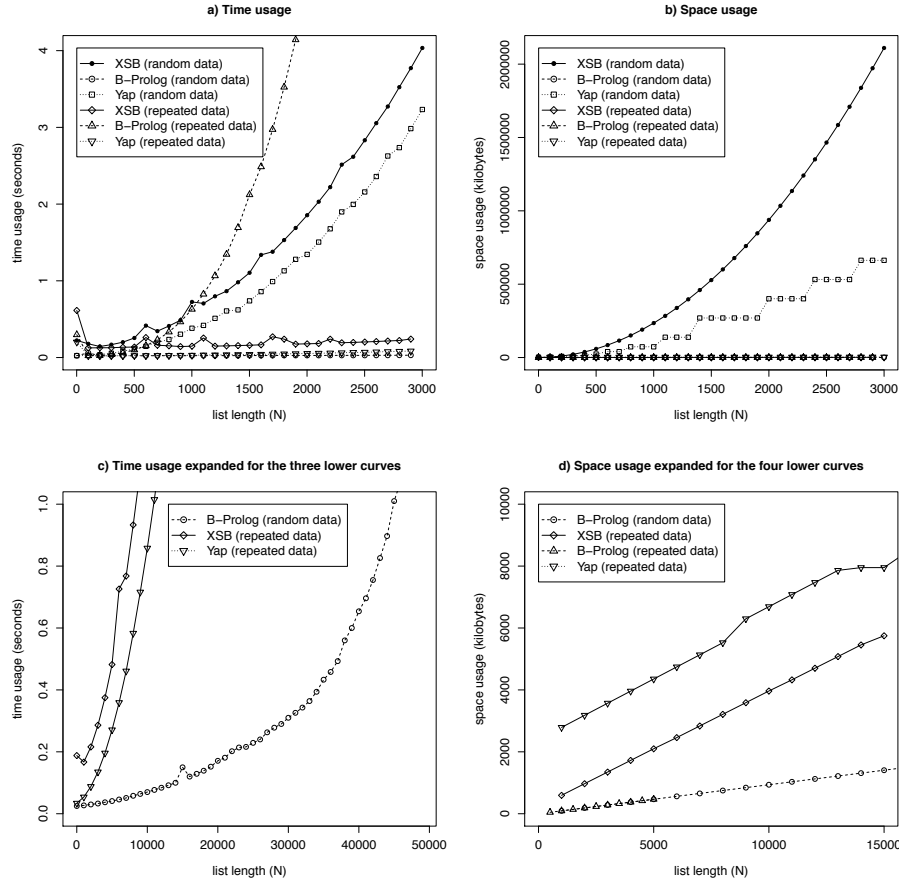 a) Time usage
time usage (seconds)
4
3
2
1
0
XSB (random data)
B−Prolog (random data)
Yap (random data)
XSB (repeated data)
B−Prolog (repeated data)
Yap (repeated data)
0 500 1000 1500 2000 2500 3000
list length (N)
b) Space usage
space usage (kilobytes)
2000000
1500000
1000000
500000
0
XSB (random data)
B−Prolog (random data)
Yap (random data)
XSB (repeated data)
B−Prolog (repeated data)
Yap (repeated data)
0 500 1000 1500 2000 2500 3000
list length (N)
c) Time usage expanded for the three lower curves
time usage (seconds)
1.0
0.8
0.6
0.4
0.2
0.0
B−Prolog (random data)
XSB (repeated data)
Yap (repeated data)
0 10000 20000 30000 40000 50000
list length (N)
d) Space usage expanded for the four lower curves
space usage (kilobytes)
10000
8000
6000
4000
2000
0
B−Prolog (random data)
XSB (repeated data)
B−Prolog (repeated data)
Yap (repeated data)
0 5000 10000 15000
list length (N)